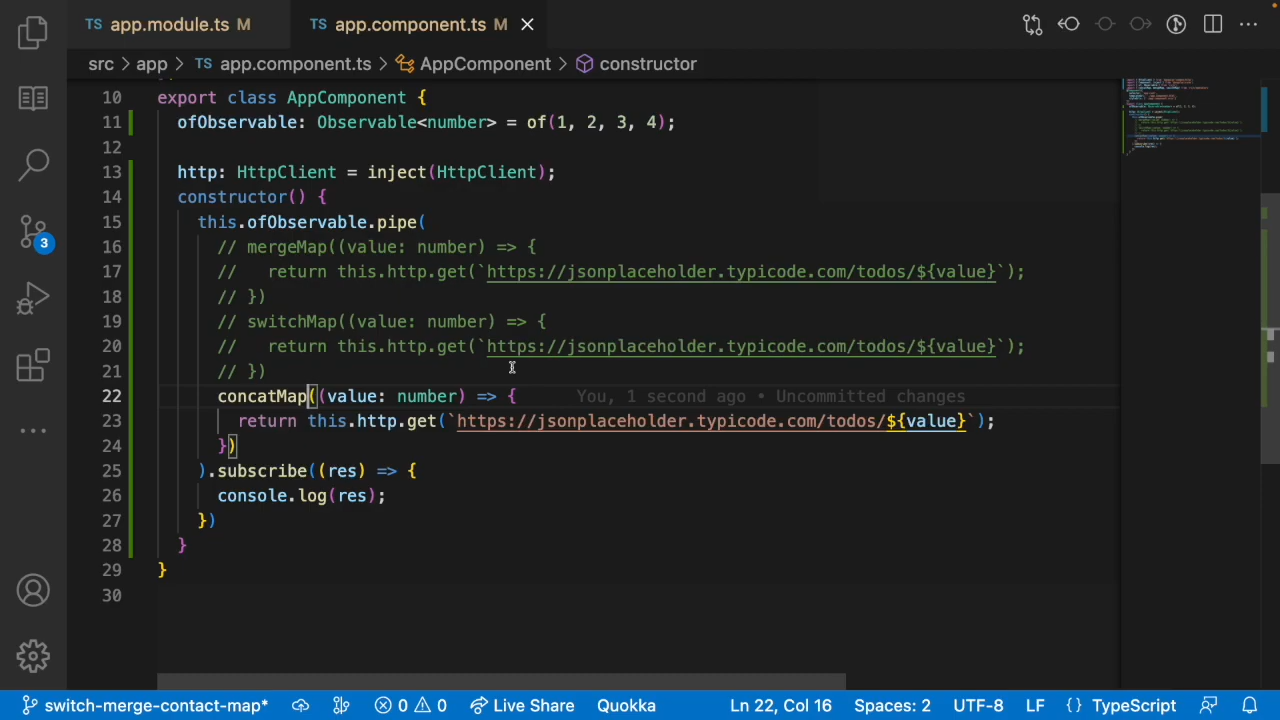 TS app.module.ts M
TS app.component.ts M
src > app > TS app.component.ts > AppComponent > constructor
10 export class AppComponent {
11 ofObservable: Observable<number> = of(1, 2, 3, 4);
12
13 http: HttpClient = inject(HttpClient);
14 constructor() {
15 this.ofObservable.pipe(
16 // mergeMap((value: number) => {
17 //   return this.http.get(`https://jsonplaceholder.typicode.com/todos/${value}`);
18 // })
19 // switchMap((value: number) => {
20 //   return this.http.get(`https://jsonplaceholder.typicode.com/todos/${value}`);
21 // })
22 concatMap((value: number) => { You, 1 second ago • Uncommitted changes
23 return this.http.get(`https://jsonplaceholder.typicode.com/todos/${value}`);
24 })
25 ).subscribe((res) => {
26 console.log(res);
27 })
28 }
29 }
30
3
switch-merge-contact-map* 0 0 Live Share Quokka Ln 22, Col 16 Spaces: 2 UTF-8 LF {} TypeScript